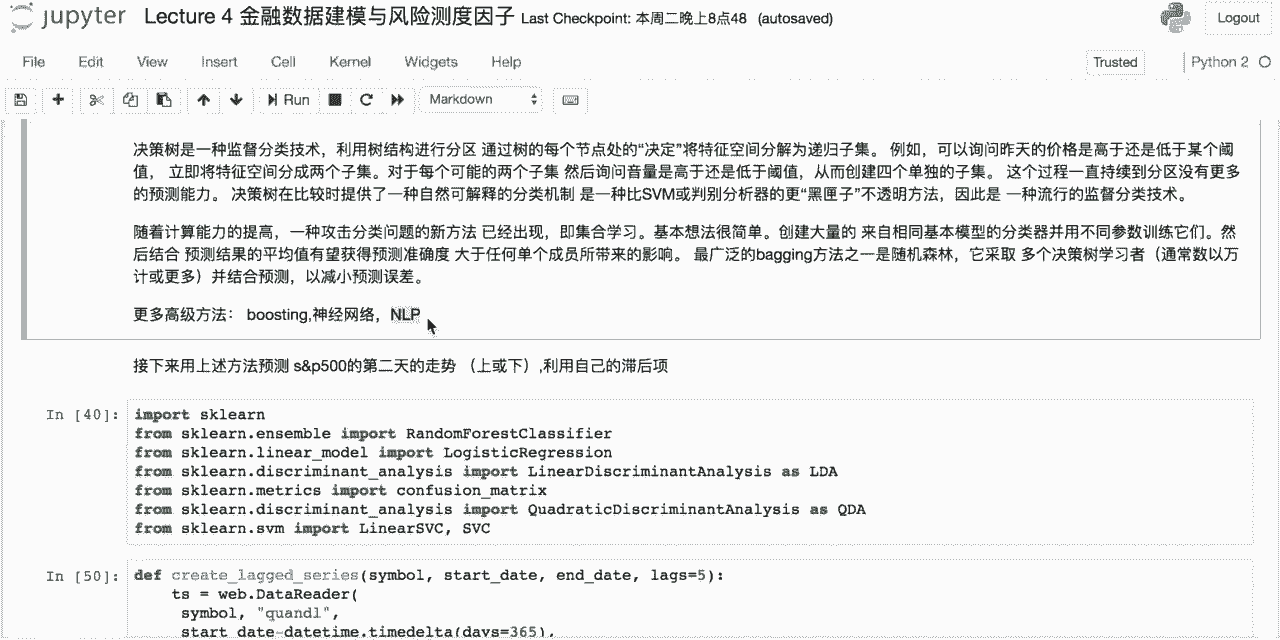 jupyter Lecture 4 金融数据建模与风险测度因子 Last Checkpoint: 本周二晚上8点48 (autosaved)
Logout
File Edit View Insert Cell Kernel Widgets Help
Trusted
Python 2
Run
Markdown
决策树是一种监督分类技术，利用树结构进行分区 通过树的每个节点处的“决定”将特征空间分解为递归子集。 例如，可以询问昨天的价格是高于还是低于某个阈
值， 立即将特征空间分成两个子集。对于每个可能的两个子集 然后询问音量是高于还是低于阈值，从而创建四个单独的子集。 这个过程一直持续到分区没有更多
的预测能力。 决策树在比较时提供了一种自然可解释的分类机制 是一种比SVM或判别分析器的更“黑匣子”不透明方法，因此是 一种流行的监督分类技术。
随着计算能力的提高，一种攻击分类问题的新方法 已经出现，即集合学习。基本想法很简单。创建大量的 来自相同基本模型的分类器并用不同参数训练它们。然
后结合 预测结果的平均值有望获得预测准确度 大于任何单个成员所带来的影响。 最广泛的bagging方法之一是随机森林，它采取 多个决策树学习者（通常数以万
计或更多）并结合预测，以减小预测误差。
更多高级方法： boosting,神经网络，NLP
接下来用上述方法预测 s&p500的第二天的走势 （上或下）,利用自己的滞后项
In [40]: import sklearn
from sklearn.ensemble import RandomForestClassifier
from sklearn.linear_model import LogisticRegression
from sklearn.discriminant_analysis import LinearDiscriminantAnalysis as LDA
from sklearn.metrics import confusion_matrix
from sklearn.discriminant_analysis import QuadraticDiscriminantAnalysis as QDA
from sklearn.svm import LinearSVC, SVC
In [50]: def create_lagged_series(symbol, start_date, end_date, lags=5):
ts = web.DataReader(
symbol, "quandl",
start_date-datetime.timedelta(days=365),